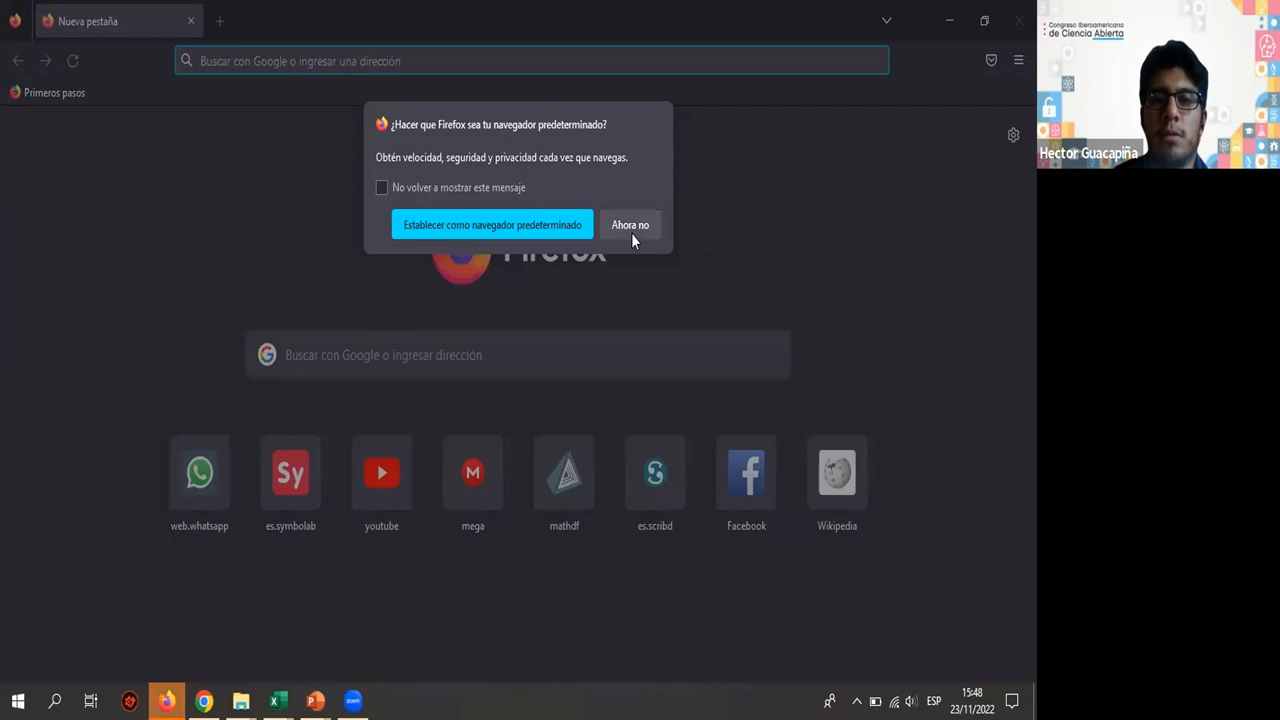 Nueva pestaña
Buscar con Google o ingresar una dirección
Primeros pasos
¿Hacer que Firefox sea tu navegador predeterminado?
Obtén velocidad, seguridad y privacidad cada vez que navegas.
No volver a mostrar este mensaje
Establecer como navegador predeterminado
Ahora no
Firefox
Buscar con Google o ingresar dirección
Sy
M
web.whatsapp
es.symbolab
youtube
mega
mathdf
es.scribd
Facebook
Wikipedia
zoom
ESP
15:48
23/11/2022
Congreso Iberoamericano
de Ciencia Abierta
Hector Guacapiña